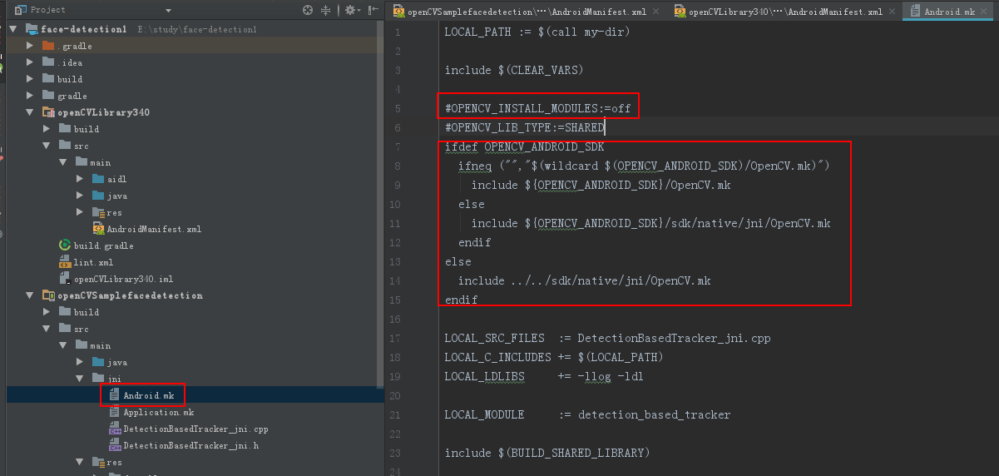 Project
face-detection1 E:\study\face-detection1
.gradle
.idea
build
gradle
openCVLibrary340
build
src
main
aidl
java
res
AndroidManifest.xml
build.gradle
lint.xml
openCVLibrary340.iml
openCVSamplefacedetection
build
src
main
java
jni
Android.mk
Application.mk
DetectionBasedTracker_jni.cpp
DetectionBasedTracker_jni.h
res
openCVSamplefacedetection\···\AndroidManifest.xml
openCVLibrary340\···\AndroidManifest.xml
Android.mk
1 LOCAL_PATH := $(call my-dir)
2
3 include $(CLEAR_VARS)
4
5 #OPENCV_INSTALL_MODULES:=off
6 #OPENCV_LIB_TYPE:=SHARED
7 ifdef OPENCV_ANDROID_SDK
8 ifneq ("","$(wildcard $(OPENCV_ANDROID_SDK)/OpenCV.mk)")
9 include ${OPENCV_ANDROID_SDK}/OpenCV.mk
10 else
11 include ${OPENCV_ANDROID_SDK}/sdk/native/jni/OpenCV.mk
12 endif
13 else
14 include ../../sdk/native/jni/OpenCV.mk
15 endif
16
17 LOCAL_SRC_FILES := DetectionBasedTracker_jni.cpp
18 LOCAL_C_INCLUDES += $(LOCAL_PATH)
19 LOCAL_LDLIBS += -llog -ldl
20
21 LOCAL_MODULE := detection_based_tracker
22
23 include $(BUILD_SHARED_LIBRARY)
24